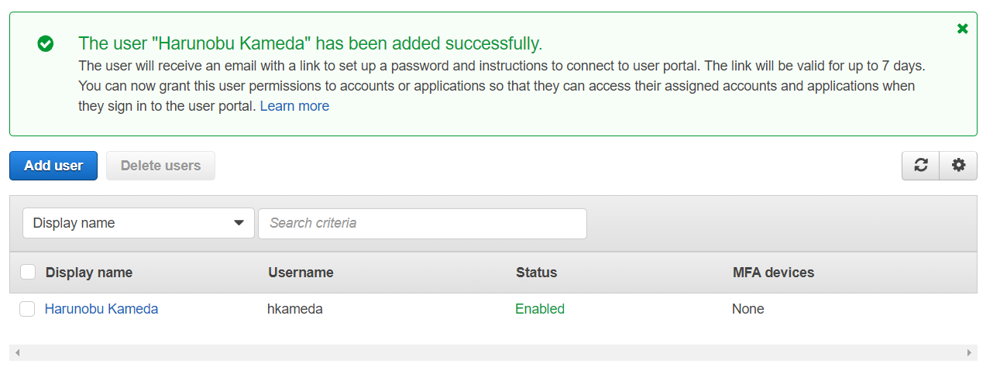 The user "Harunobu Kameda" has been added successfully.
The user will receive an email with a link to set up a password and instructions to connect to user portal. The link will be valid for up to 7 days.
You can now grant this user permissions to accounts or applications so that they can access their assigned accounts and applications when
they sign in to the user portal. Learn more
Add user Delete users
Display name Search criteria
Display name Username Status MFA devices
Harunobu Kameda hkameda Enabled None